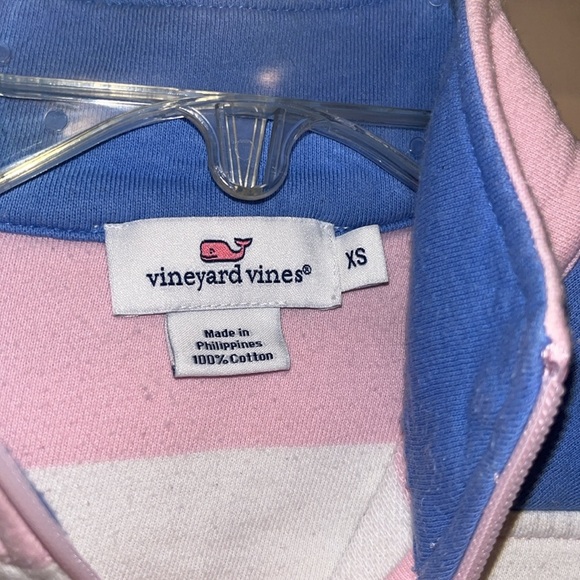 vineyard vines®
XS
Made in
Philippines
100% Cotton